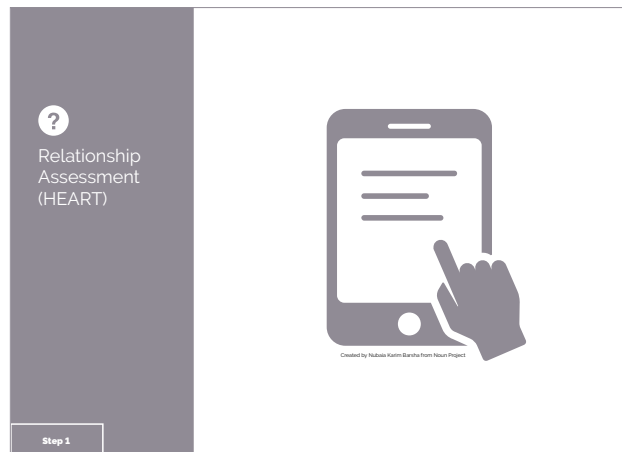 ?
Relationship
Assessment
(HEART)
Created by Nubaia Karim Barsha from Noun Project
Step 1